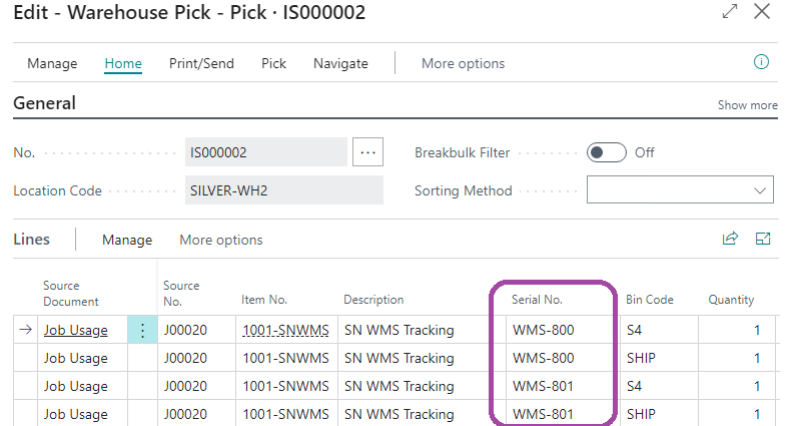 Edit - Warehouse Pick - Pick · IS000002
Manage Home Print/Send Pick Navigate More options
General Show more
No. IS000002 Breakbulk Filter Off
Location Code SILVER-WH2 Sorting Method
Lines Manage More options
Source Document Source No. Item No. Description Serial No. Bin Code Quantity
Job Usage J00020 1001-SNWMS SN WMS Tracking WMS-800 S4 1
Job Usage J00020 1001-SNWMS SN WMS Tracking WMS-800 SHIP 1
Job Usage J00020 1001-SNWMS SN WMS Tracking WMS-801 S4 1
Job Usage J00020 1001-SNWMS SN WMS Tracking WMS-801 SHIP 1